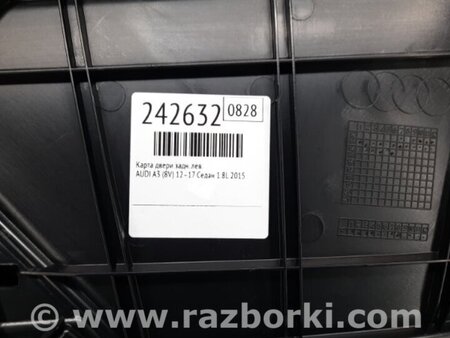 242632 0828
Карта двери задн. лев.
AUDI A3 (8V) 12-17 Седан 1.8L 2015
www.razborki.com